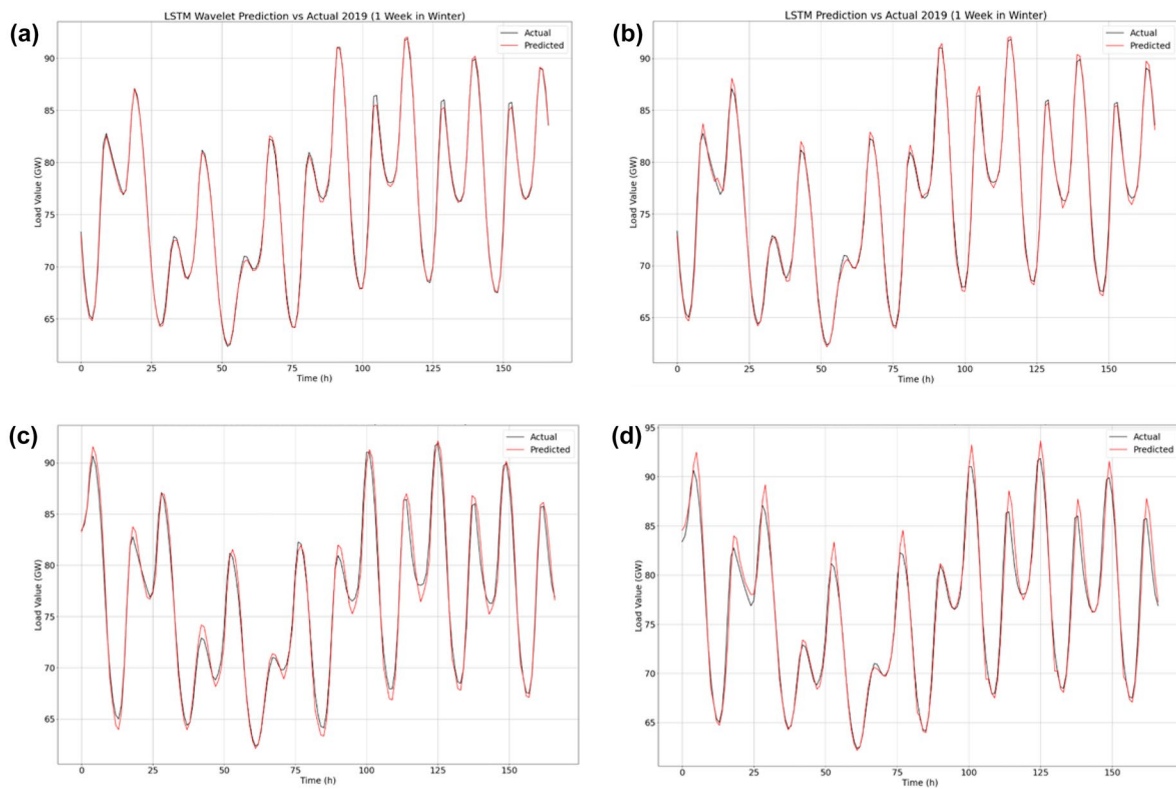 (a)
LSTM Wavelet Prediction vs Actual 2019 (1 Week in Winter)
Actual
Predicted
Load Value (GW)
90
85
80
75
70
65
0 25 50 75 100 125 150
Time (h)
(b)
LSTM Prediction vs Actual 2019 (1 Week in Winter)
Actual
Predicted
Load Value (GW)
90
85
80
75
70
65
0 25 50 75 100 125 150
Time (h)
(c)
Actual
Predicted
Load Value (GW)
90
85
80
75
70
65
0 25 50 75 100 125 150
Time (h)
(d)
Actual
Predicted
Load Value (GW)
95
90
85
80
75
70
65
0 25 50 75 100 125 150
Time (h)